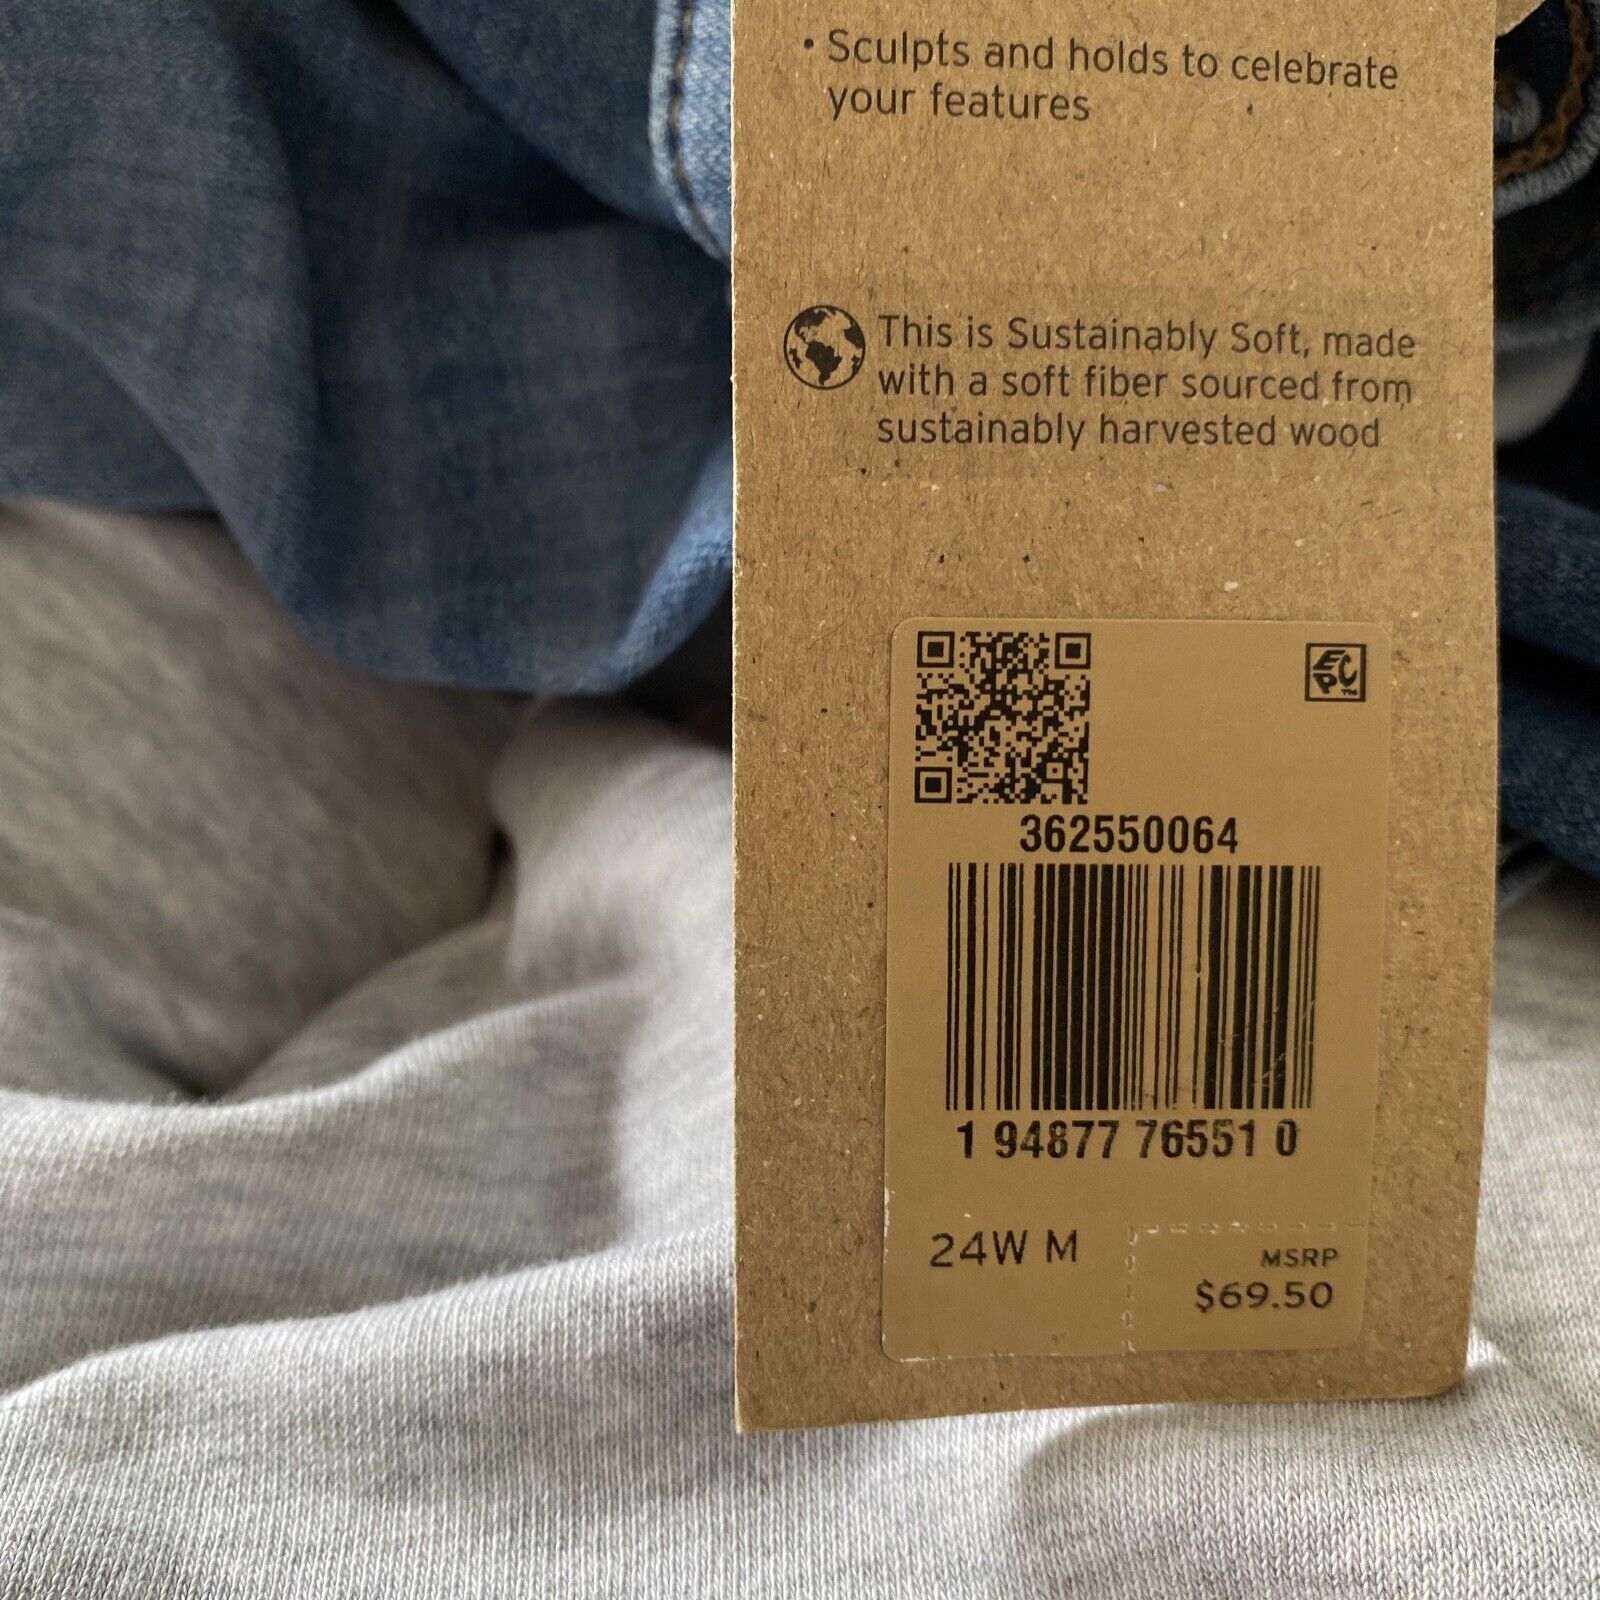 • Sculpts and holds to celebrate
your features
This is Sustainably Soft, made
with a soft fiber sourced from
sustainably harvested wood
EPC™
362550064
1 94877 76551 0
24W M
MSRP
$69.50